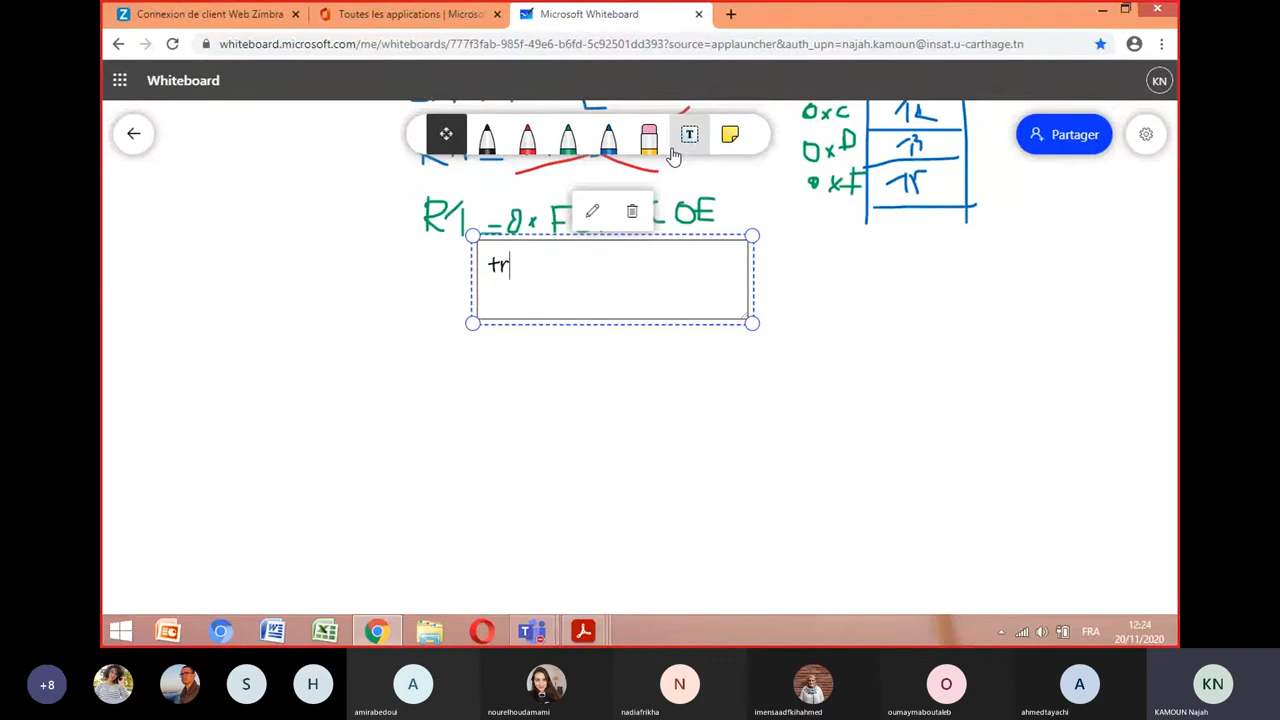 Connexion de client Web Zimbra
Toutes les applications | Microso
Microsoft Whiteboard
whiteboard.microsoft.com/me/whiteboards/777f3fab-985f-49e6-b6fd-5c92501dd393?source=applauncher&auth_upn=najah.kamoun@insat.u-carthage.tn
Whiteboard
KN
T
Partager
0xC
0xD
R1 = 0x F OE
tr
FRA
12:24
20/11/2020
+8
S
H
A
N
O
A
KN
amirabedoui
nourelhoudamami
nadiafrikha
imensaadfkihahmed
oumaymaboutaleb
ahmedtayachi
KAMOUN Najah